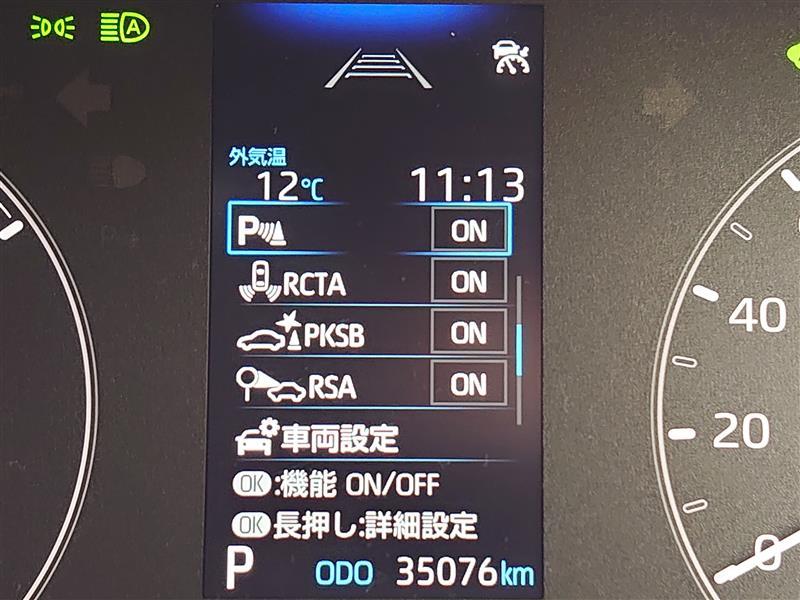 外気温
12℃ 11:13
P ON
RCTA ON
PKSB ON
RSA ON
車両設定
OK:機能 ON/OFF
OK長押し:詳細設定
P ODO 35076km
A
40
20
0